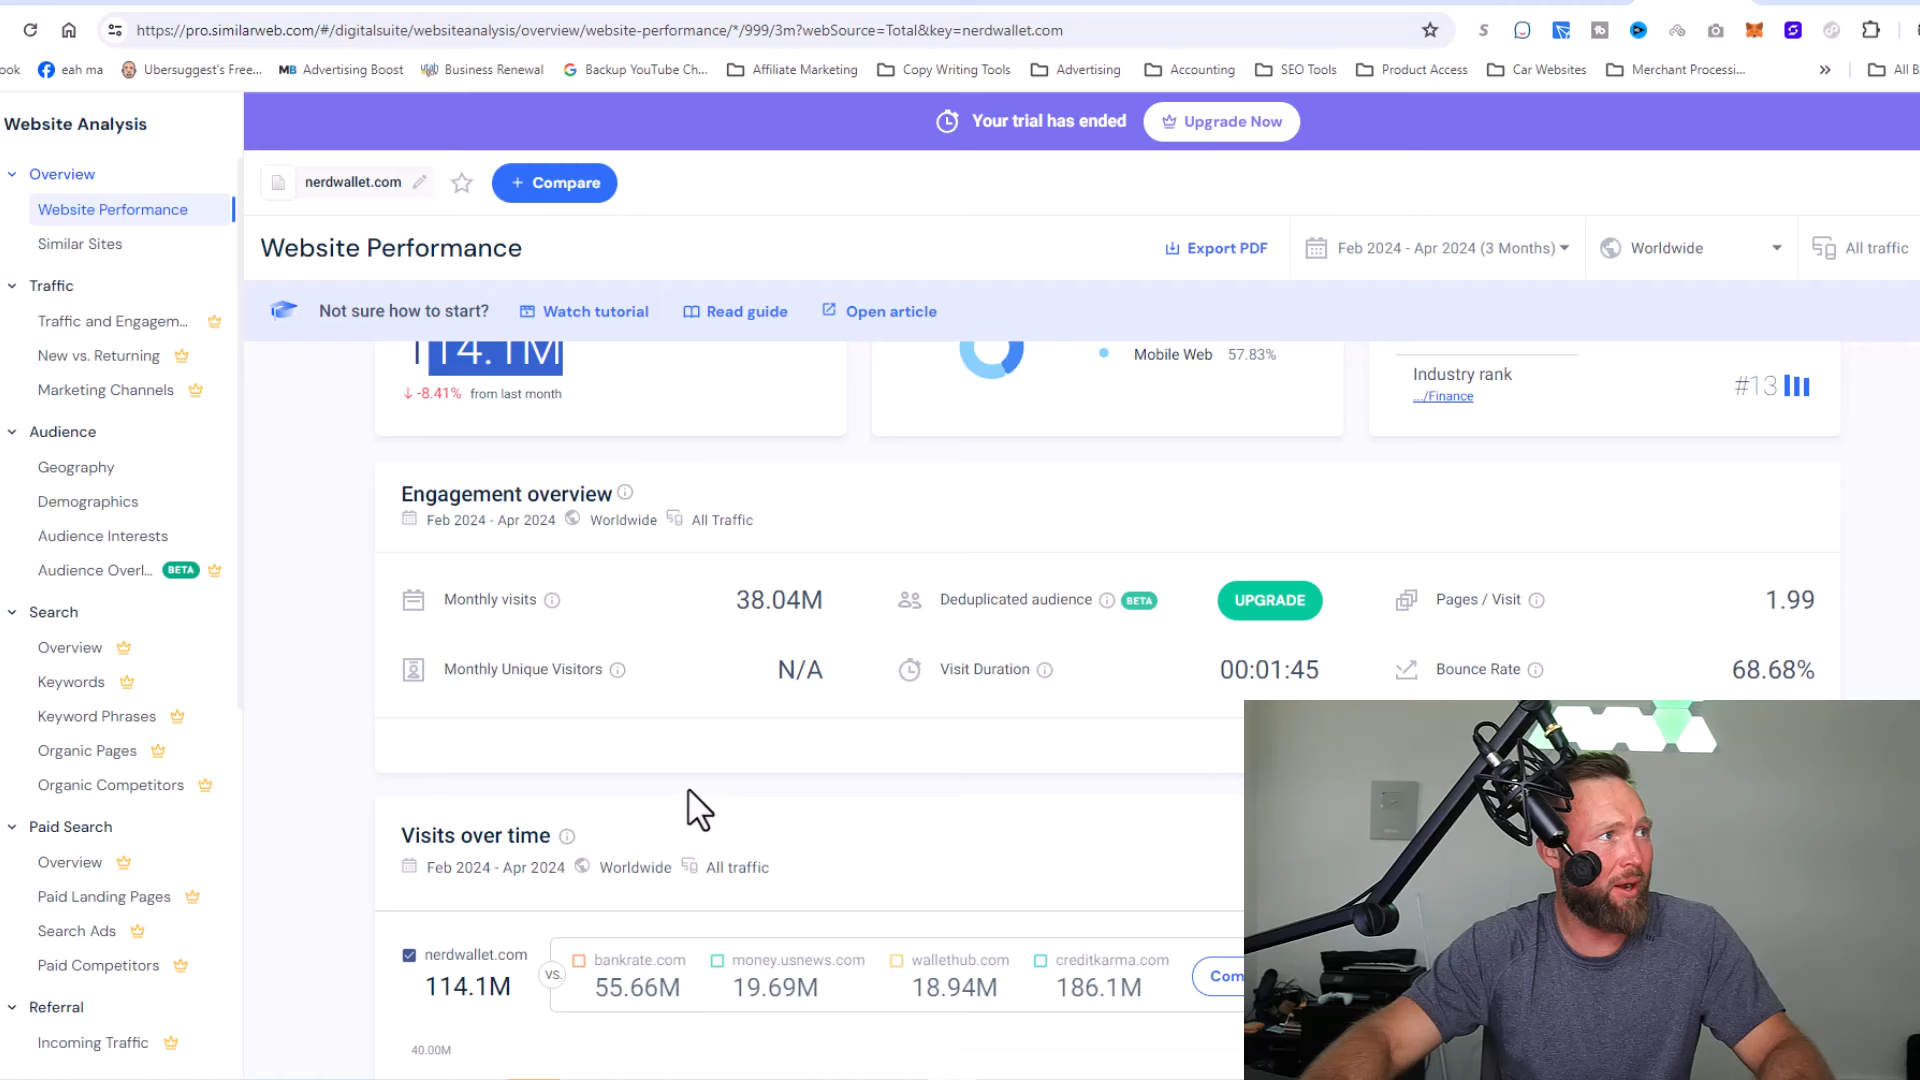 https://pro.similarweb.com/#/digitalsuite/websiteanalysis/overview/website-performance/*/999/3m?webSource=Total&key=nerdwallet.com
ook
eah ma
Ubersuggest's Free...
MB Advertising Boost
Business Renewal
Backup YouTube Ch...
Affiliate Marketing
Copy Writing Tools
Advertising
Accounting
SEO Tools
Product Access
Car Websites
Merchant Processi...
All B
Website Analysis
Overview
Website Performance
Similar Sites
Traffic
Traffic and Engagem...
New vs. Returning
Marketing Channels
Audience
Geography
Demographics
Audience Interests
Audience Overl... BETA
Search
Overview
Keywords
Keyword Phrases
Organic Pages
Organic Competitors
Paid Search
Overview
Paid Landing Pages
Search Ads
Paid Competitors
Referral
Incoming Traffic
Your trial has ended
Upgrade Now
nerdwallet.com
+ Compare
Website Performance
Export PDF
Feb 2024 - Apr 2024 (3 Months)
Worldwide
All traffic
Not sure how to start?
Watch tutorial
Read guide
Open article
114.1M
-8.41% from last month
Mobile Web 57.83%
Industry rank
.../Finance
#13
Engagement overview
Feb 2024 - Apr 2024 Worldwide All Traffic
Monthly visits 38.04M
Deduplicated audience BETA UPGRADE
Pages / Visit 1.99
Monthly Unique Visitors N/A
Visit Duration 00:01:45
Bounce Rate 68.68%
Visits over time
Feb 2024 - Apr 2024 Worldwide All traffic
nerdwallet.com
114.1M
VS.
bankrate.com
55.66M
money.usnews.com
19.69M
wallethub.com
18.94M
creditkarma.com
186.1M
Com
40.00M